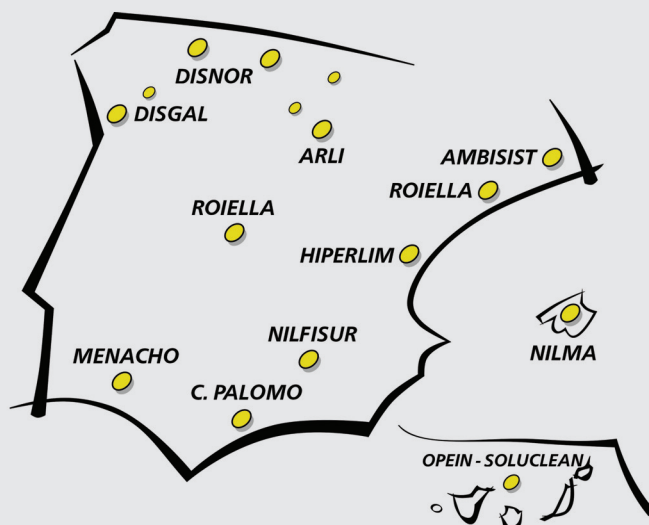 DISNOR
DISGAL
ARLI
AMBISIST
ROIELLA
ROIELLA
HIPERLIM
NILFISUR
MENACHO
NILMA
C. PALOMO
OPEIN - SOLUCLEAN